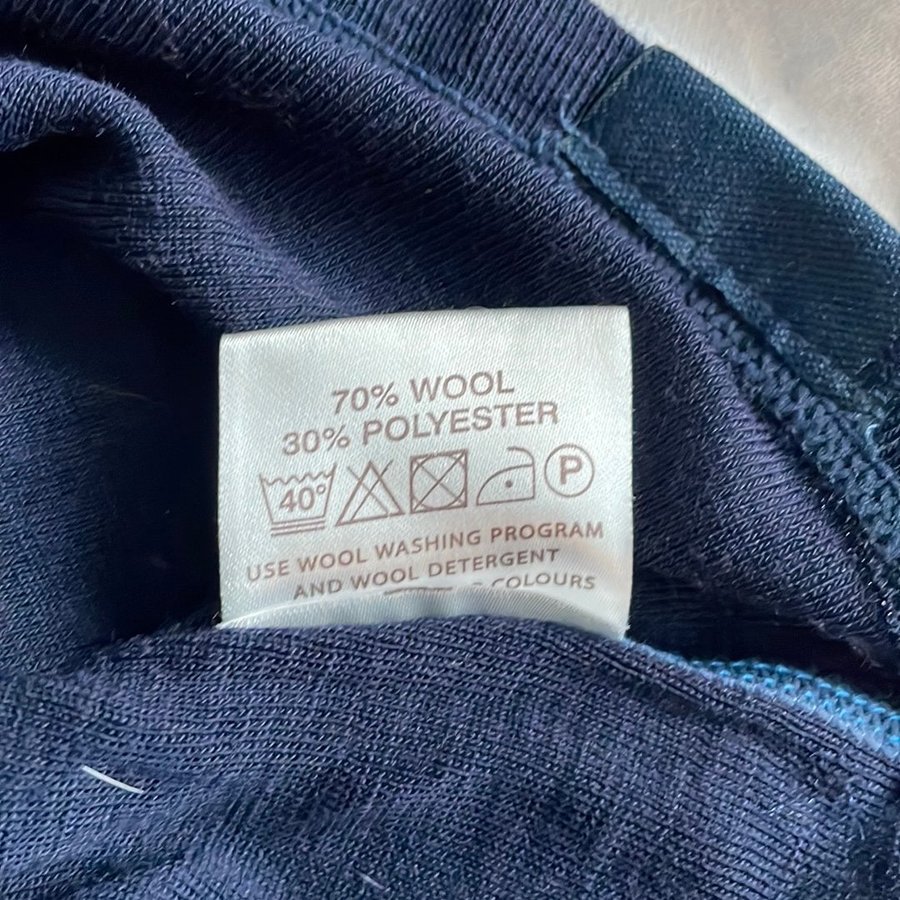 70% WOOL
30% POLYESTER
40° P
USE WOOL WASHING PROGRAM
AND WOOL DETERGENT
COLOURS